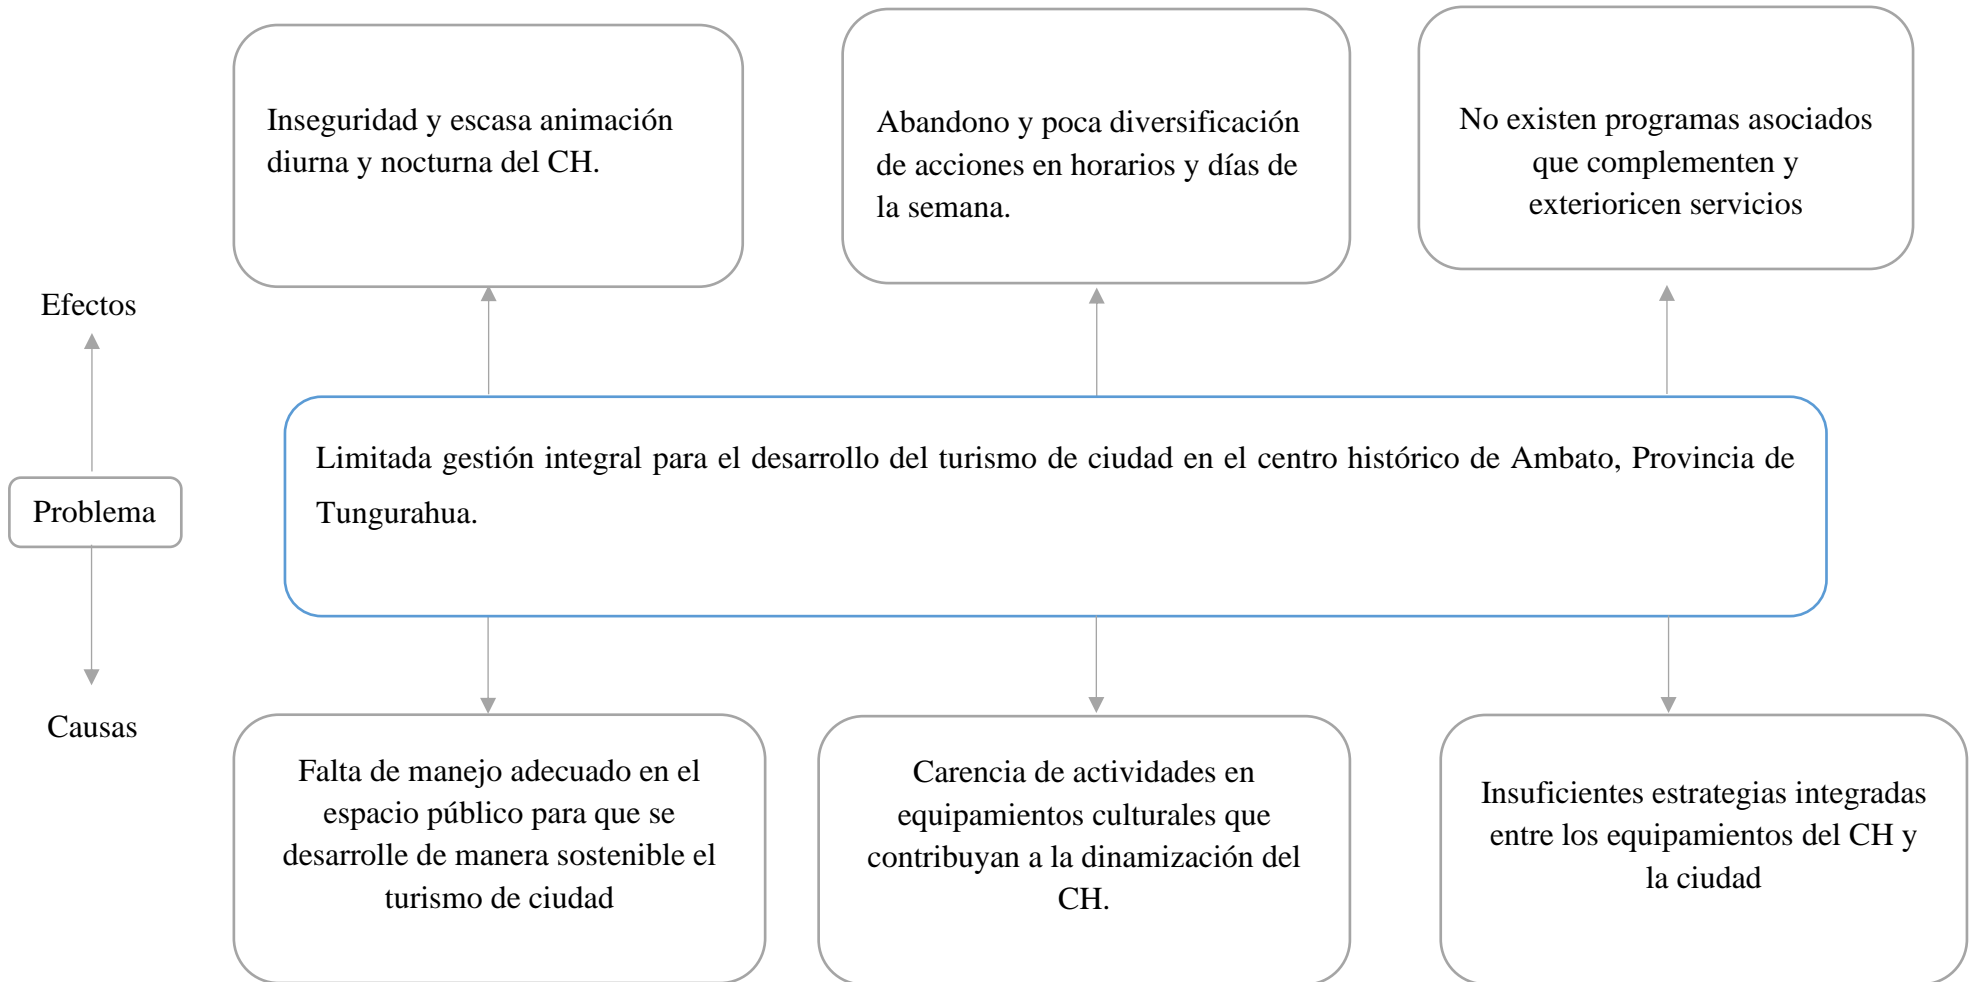 Inseguridad y escasa animación
diurna y nocturna del CH.
Abandono y poca diversificación
de acciones en horarios y días de
la semana.
No existen programas asociados
que complementen y
exterioricen servicios
Efectos
Limitada gestión integral para el desarrollo del turismo de ciudad en el centro histórico de Ambato, Provincia de
Tungurahua.
Problema
Causas
Falta de manejo adecuado en el
espacio público para que se
desarrolle de manera sostenible el
turismo de ciudad
Carencia de actividades en
equipamientos culturales que
contribuyan a la dinamización del
CH.
Insuficientes estrategias integradas
entre los equipamientos del CH y
la ciudad